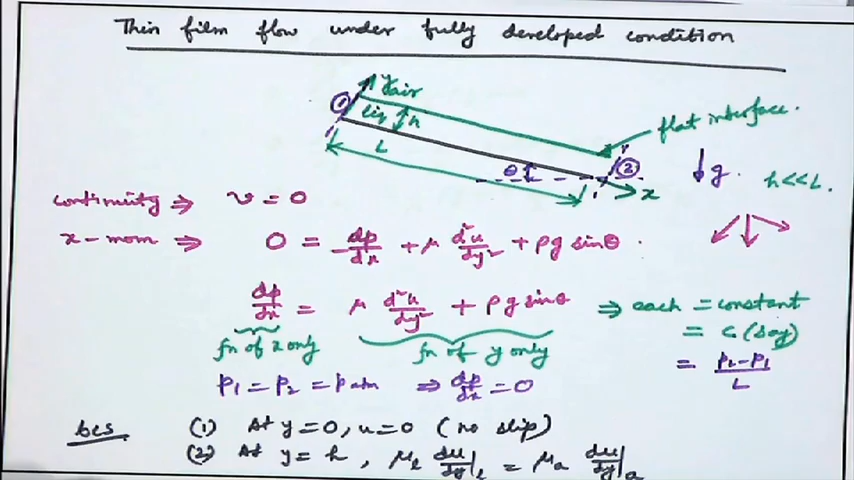 Thin film flow under fully developed condition
① y air
liq h
flat interface.
L
θ ② ↓g. h<<L.
x
continuity ⇒ v = 0
x-mom ⇒ 0 = -dp/dx + μ d²u/dy² + ρg sinθ.
dp/dx = μ d²u/dy² + ρg sinθ ⇒ each = constant
fn of x only fn of y only = c (say)
p₁ = p₂ = patm ⇒ dp/dx = 0 = p₂-p₁/L
bcs. (1) At y=0, u=0 (no slip)
(2) At y = h, μₗ du/dy|ₗ = μₐ du/dy|ₐ